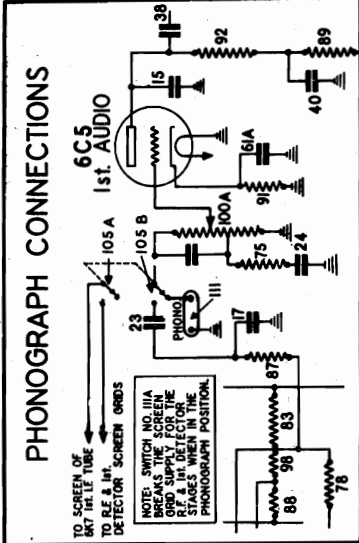 PHONOGRAPH CONNECTIONS
TO SCREEN OF
6K7 1st. I.F. TUBE
TO R.F. & 1st.
DETECTOR SCREEN GRIDS
105 A
105 B
6C5
1st. AUDIO
38
15
92
89
40
61A
91
100A
75
24
23
PHONO.
111
17
87
83
98
88
78
NOTE: SWITCH NO. 111A
BREAKS THE SCREEN
GRID SUPPLY FOR THE
R.F. & 1st. DETECTOR
STAGES WHEN IN THE
PHONOGRAPH POSITION.